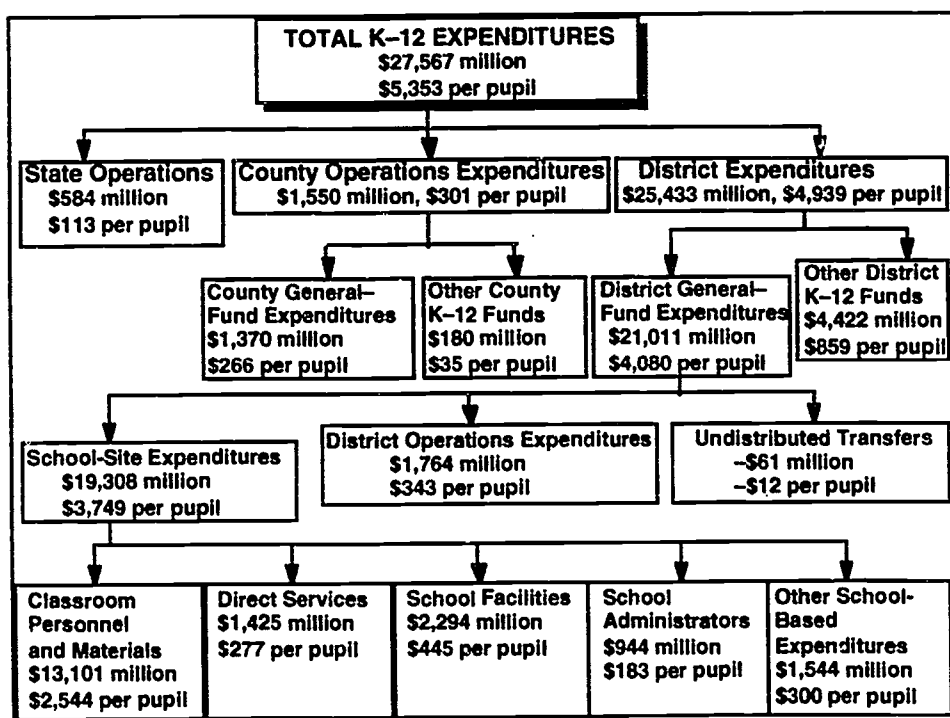 TOTAL K–12 EXPENDITURES
$27,567 million
$5,353 per pupil
State Operations
$584 million
$113 per pupil
County Operations Expenditures
$1,550 million, $301 per pupil
District Expenditures
$25,433 million, $4,939 per pupil
County General–
Fund Expenditures
$1,370 million
$266 per pupil
Other County
K–12 Funds
$180 million
$35 per pupil
District General–
Fund Expenditures
$21,011 million
$4,080 per pupil
Other District
K–12 Funds
$4,422 million
$859 per pupil
School-Site Expenditures
$19,308 million
$3,749 per pupil
District Operations Expenditures
$1,764 million
$343 per pupil
Undistributed Transfers
–$61 million
–$12 per pupil
Classroom
Personnel
and Materials
$13,101 million
$2,544 per pupil
Direct Services
$1,425 million
$277 per pupil
School Facilities
$2,294 million
$445 per pupil
School
Administrators
$944 million
$183 per pupil
Other School-
Based
Expenditures
$1,544 million
$300 per pupil